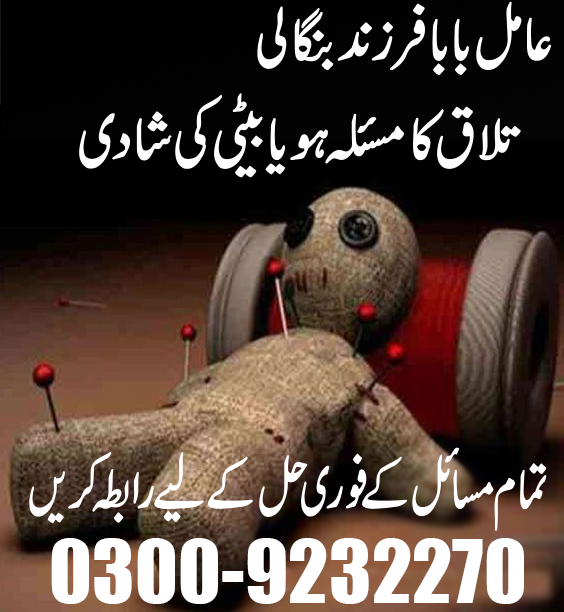 عامل بابا فرزند بنگالی
تلاق کا مسئلہ ہو یا بیٹی کی شادی
تمام مسائل کے فوری حل کے لیے رابطہ کریں
0300-9232270